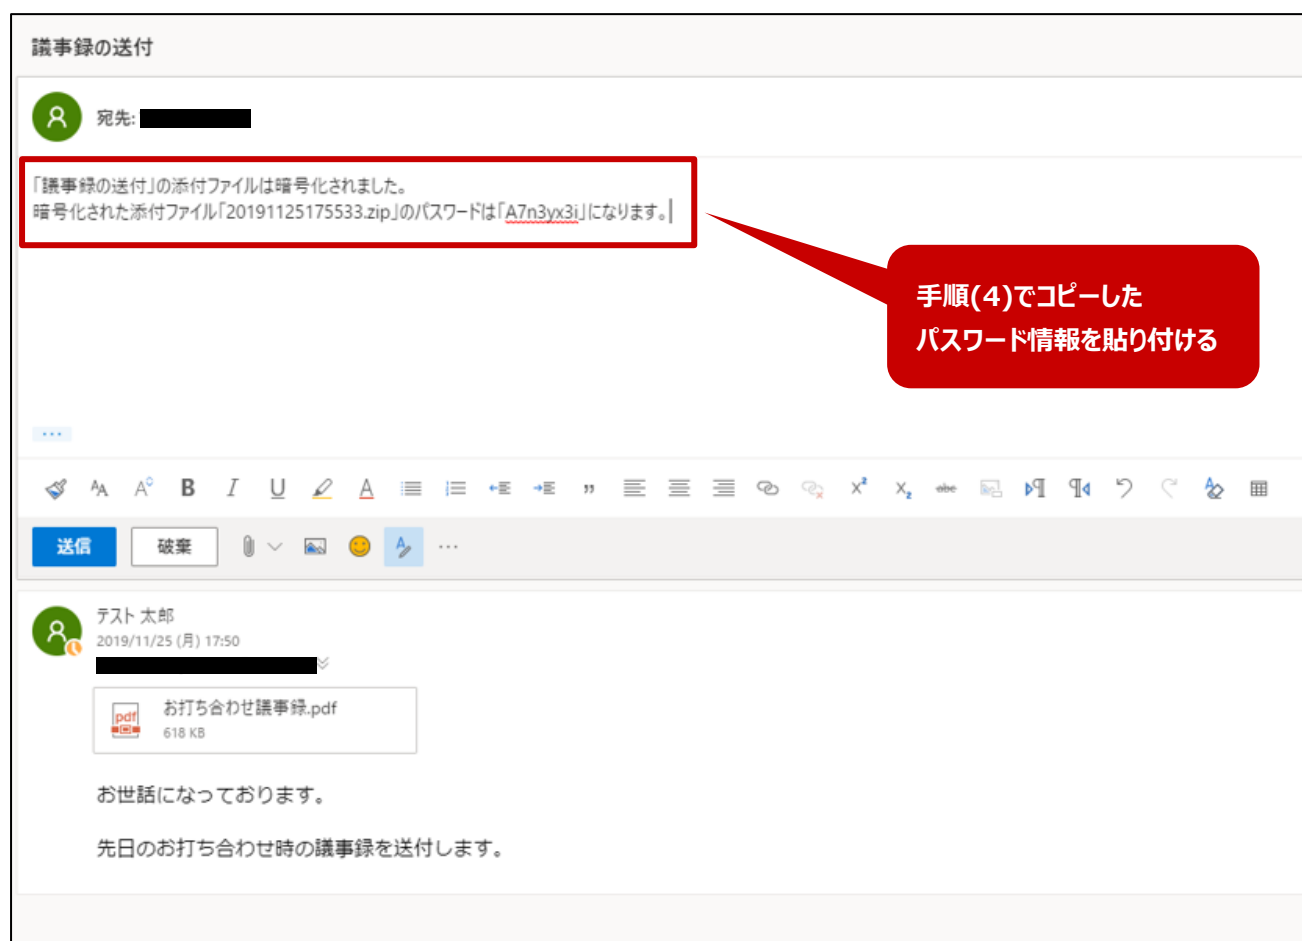 議事録の送付
宛先:
「議事録の送付」の添付ファイルは暗号化されました。
暗号化された添付ファイル「20191125175533.zip」のパスワードは「A7n3yx3i」になります。
手順(4)でコピーした
パスワード情報を貼り付ける
送信
破棄
テスト 太郎
2019/11/25 (月) 17:50
pdf
お打ち合わせ議事録.pdf
618 KB
お世話になっております。
先日のお打ち合わせ時の議事録を送付します。